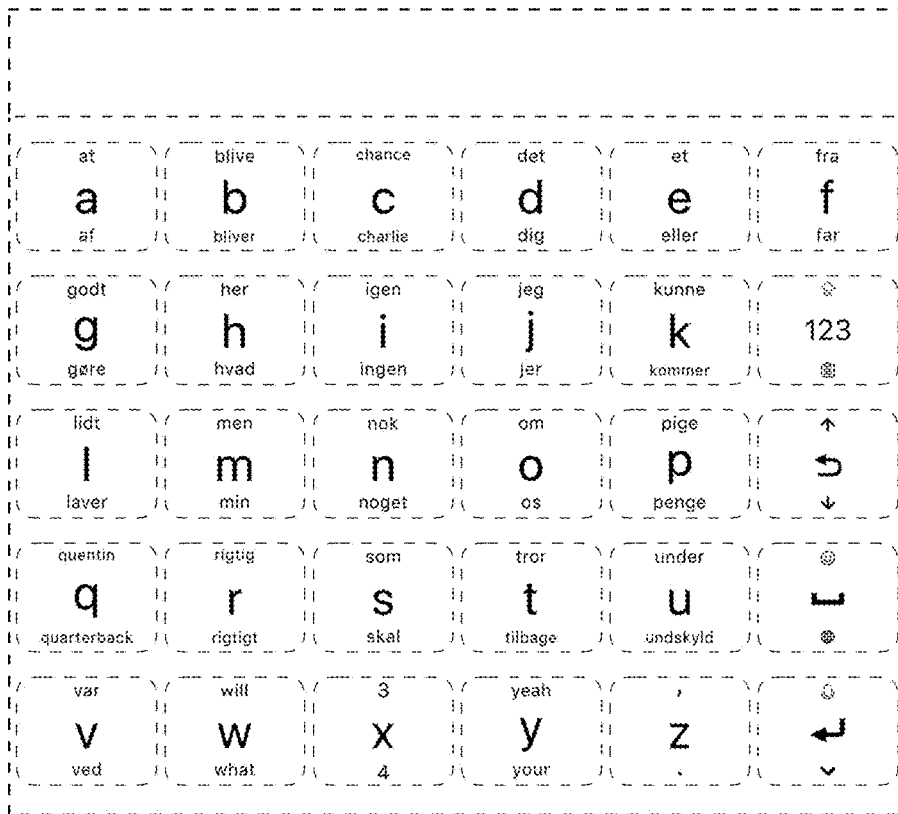 at blive chance det et fra
a b c d e f
af bliver charlie dig eller far
godt her igen jeg kunne
g h i j k 123
gøre hvad ingen jer kommer
lidt men nok om pige ↑
l m n o p
laver min noget os penge ↓
quentin rigtig som tror under
q r s t u
quarterback rigtigt skal tilbage undskyld
var will 3 yeah ,
v w x y z
ved what 4 your .